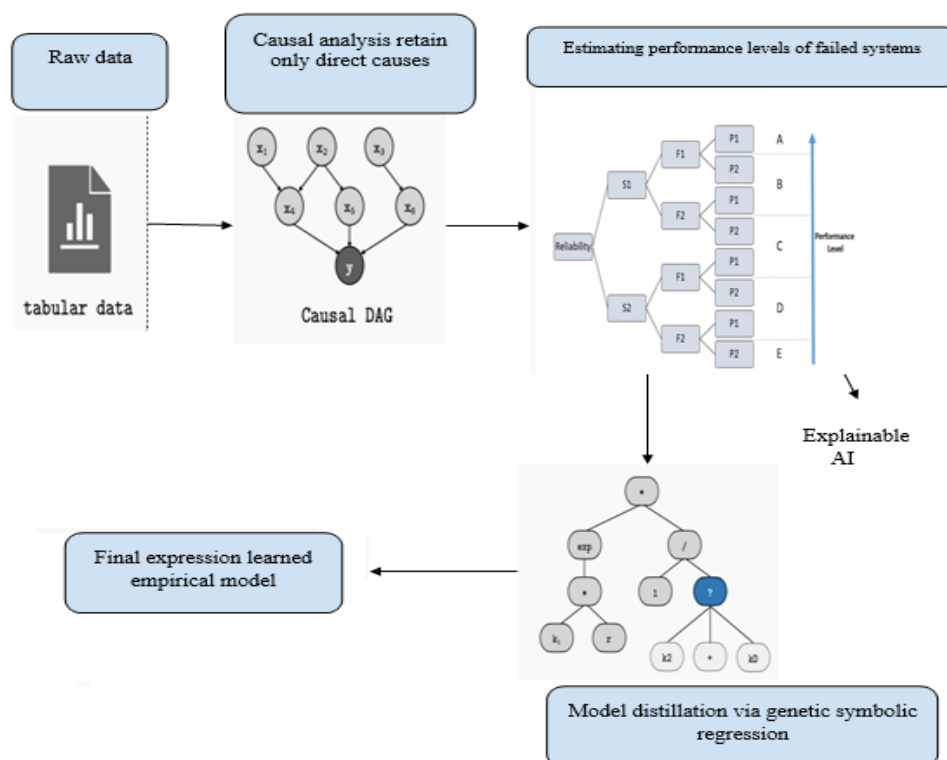 Raw data
Causal analysis retain
only direct causes
Estimating performance levels of failed systems
tabular data
x₁
x₂
x₃
x₄
x₅
x₆
y
Causal DAG
Reliability
S1
S2
F1
F2
F1
F2
P1
P2
P1
P2
P1
P2
P1
P2
A
B
C
D
E
Performance
Level
Explainable
AI
exp
/
1
?
k₁
r
k2
+
Final expression learned
empirical model
Model distillation via genetic symbolic
regression